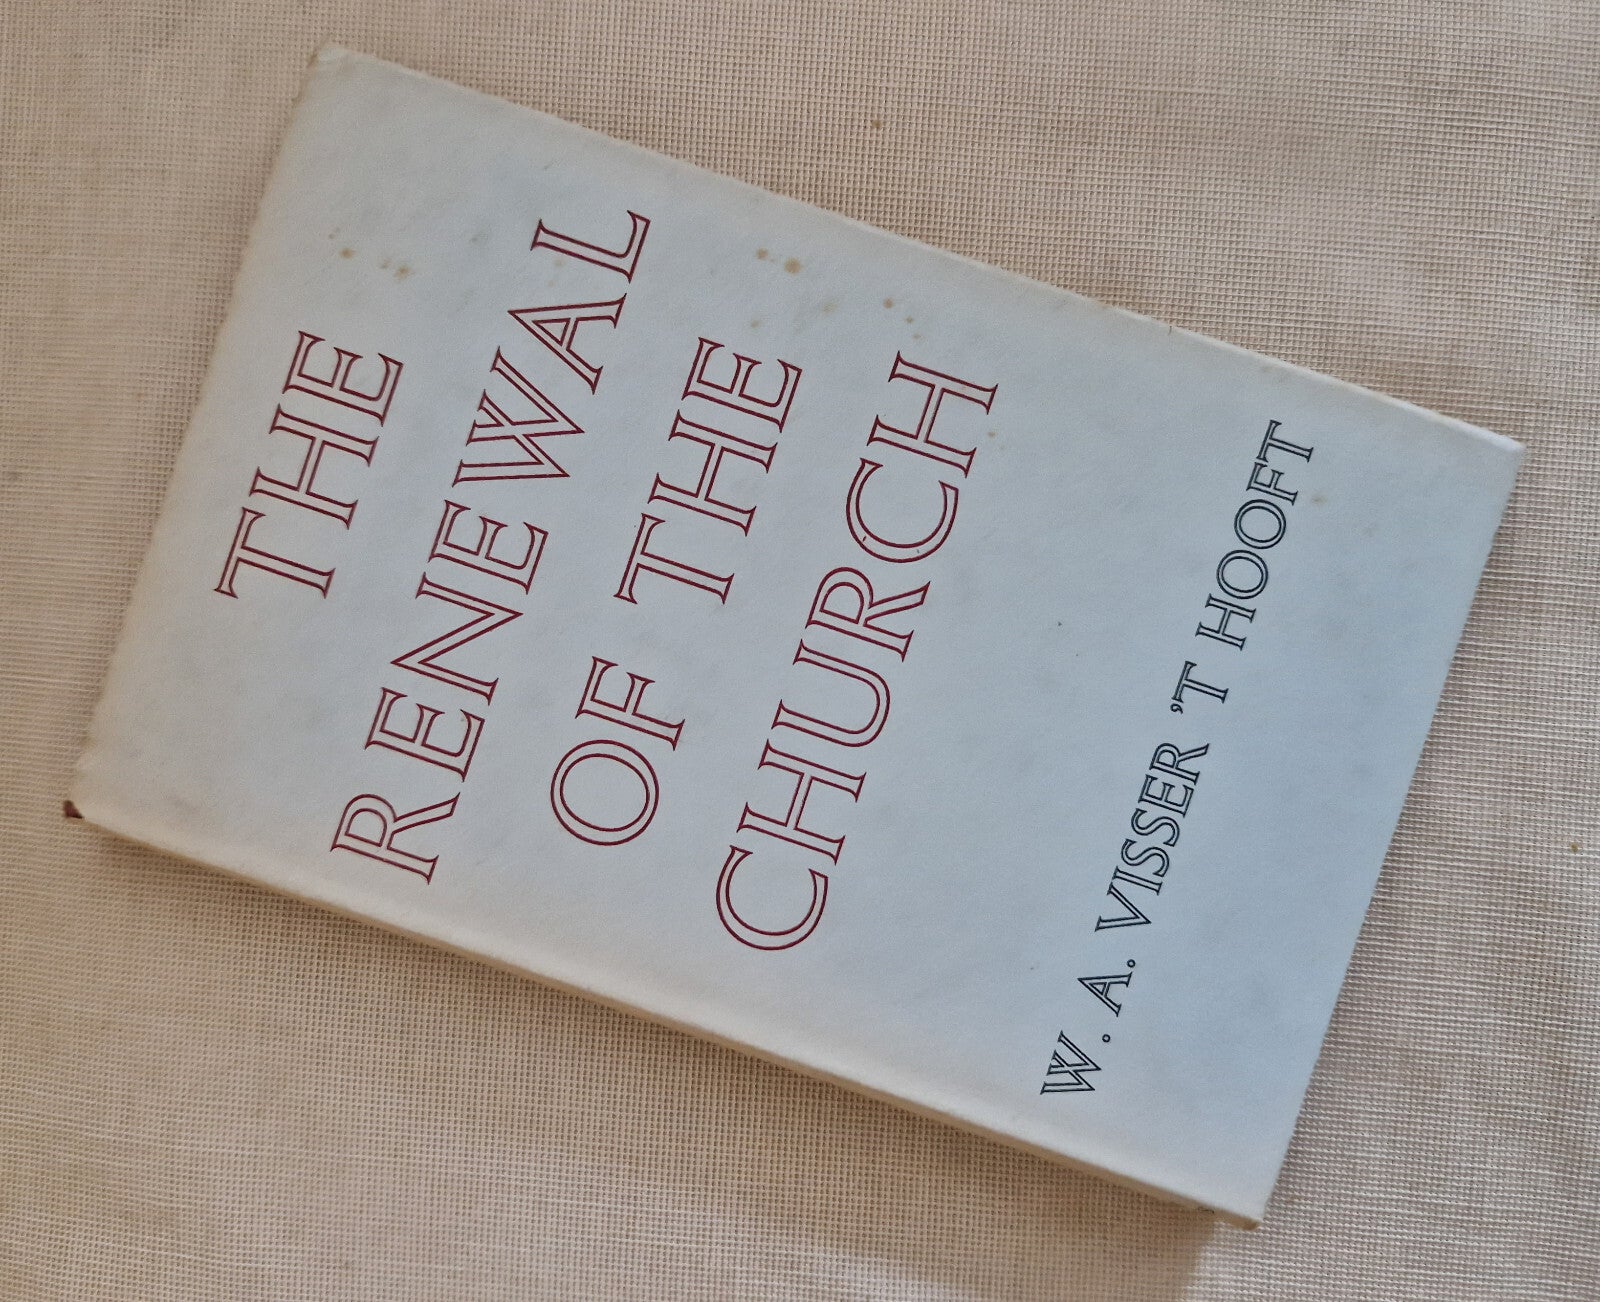 THE
RENEWAL
OF THE
CHURCH
W. A. VISSER 'T HOOFT